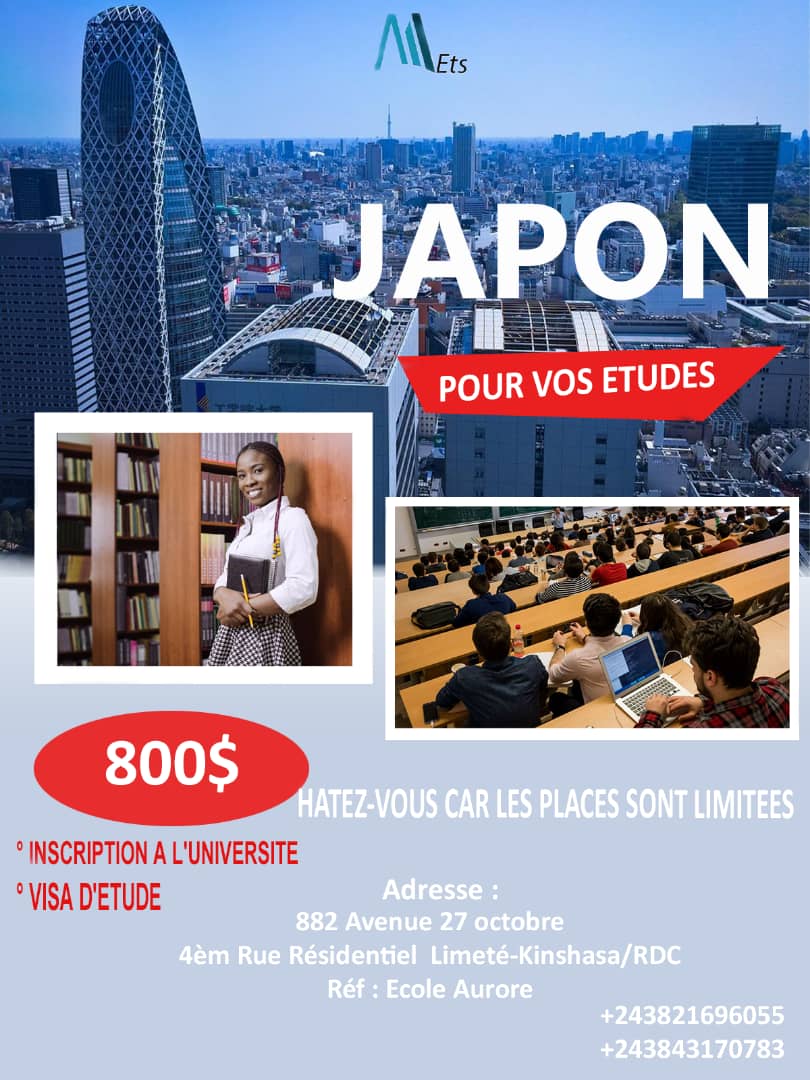 Ets
JAPON
POUR VOS ETUDES
800$
HATEZ-VOUS CAR LES PLACES SONT LIMITEES
° INSCRIPTION A L'UNIVERSITE
° VISA D'ETUDE
Adresse :
882 Avenue 27 octobre
4èm Rue Résidentiel Limeté-Kinshasa/RDC
Réf : Ecole Aurore
+243821696055
+243843170783